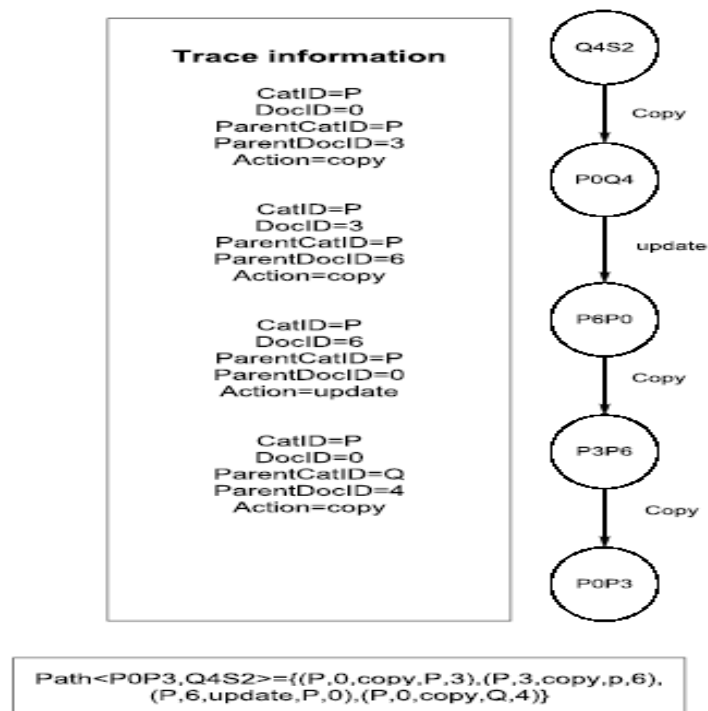 Trace information
CatID=P
DocID=0
ParentCatID=P
ParentDocID=3
Action=copy
CatID=P
DocID=3
ParentCatID=P
ParentDocID=6
Action=copy
CatID=P
DocID=6
ParentCatID=P
ParentDocID=0
Action=update
CatID=P
DocID=0
ParentCatID=Q
ParentDocID=4
Action=copy
Q4S2
Copy
P0Q4
update
P6P0
Copy
P3P6
Copy
P0P3
Path<P0P3,Q4S2>={(P,0,copy,P,3),(P,3,copy,p,6),
(P,6,update,P,0),(P,0,copy,Q,4)}